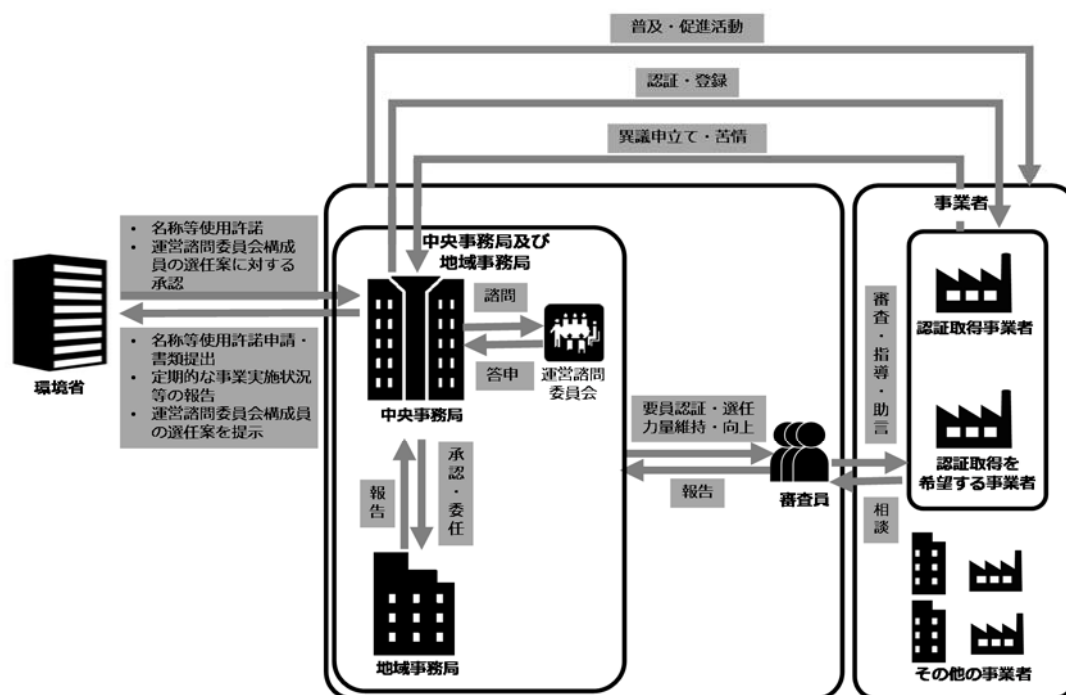 普及・促進活動
認証・登録
異議申立て・苦情
事業者
・ 名称等使用許諾
・ 運営諮問委員会構成
員の選任案に対する
承認
中央事務局及び
地域事務局
諮問
答申
運営諮問
委員会
中央事務局
環境省
・ 名称等使用許諾申請・
書類提出
・ 定期的な事業実施状況
等の報告
・ 運営諮問委員会構成員
の選任案を提示
報告
承認・委任
地域事務局
要員認証・選任
力量維持・向上
報告
審査員
審査・指導・助言
相談
認証取得事業者
認証取得を
希望する事業者
その他の事業者